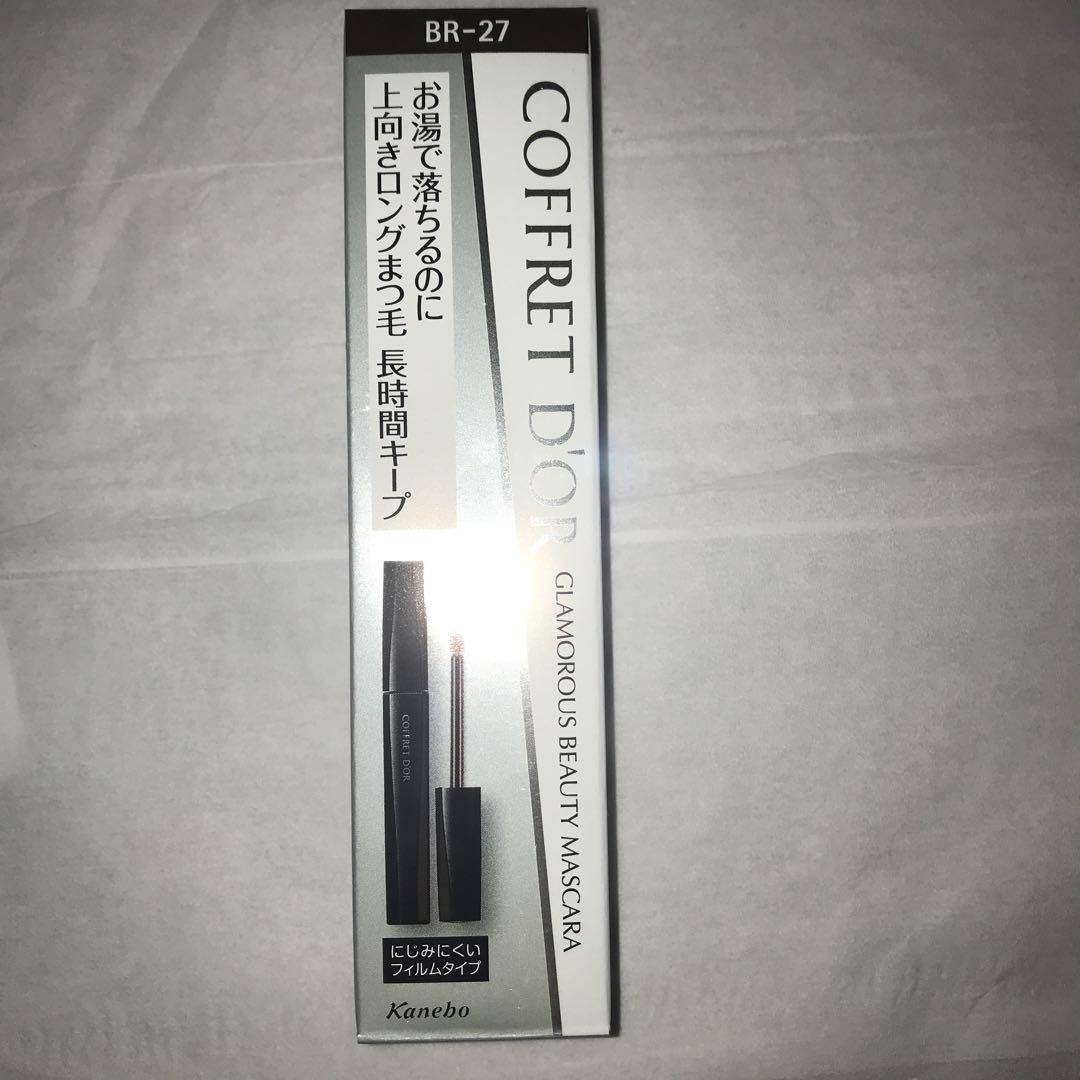 BR-27
COFFRET D'OR
GLAMOROUS BEAUTY MASCARA
お湯で落ちるのに
上向きロングまつ毛 長時間キープ
COFFRET D'OR
にじみにくい
フィルムタイプ
Kanebo